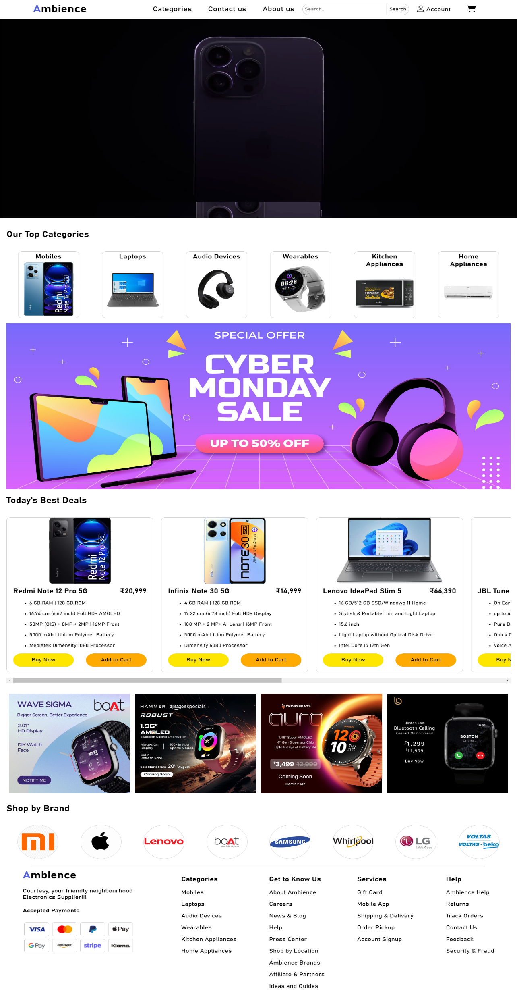 Ambience
Categories
Contact us
About us
Search...
Search
Account
Our Top Categories
Mobiles
Laptops
Audio Devices
Wearables
Kitchen
Appliances
Home
Appliances
Redmi
Note 12 Pro 5G
08:26
SPECIAL OFFER
CYBER
MONDAY
SALE
UP TO 50% OFF
Today's Best Deals
Redmi
Note 12 Pro 5G
NOTE 30 5G
All-Round FastCharge
Redmi Note 12 Pro 5G ₹20,999
6 GB RAM | 128 GB ROM
16.94 cm (6.67 inch) Full HD+ AMOLED
50MP (OIS) + 8MP + 2MP | 16MP Front
5000 mAh Lithium Polymer Battery
Mediatek Dimensity 1080 Processor
Buy Now
Add to Cart
Infinix Note 30 5G ₹14,999
4 GB RAM | 128 GB ROM
17.22 cm (6.78 inch) Full HD+ Display
108 MP + 2 MP+ AI Lens | 16MP Front
5000 mAh Li-ion Polymer Battery
Dimensity 6080 Processor
Buy Now
Add to Cart
Lenovo IdeaPad Slim 5 ₹66,390
16 GB/512 GB SSD/Windows 11 Home
Stylish & Portable Thin and Light Laptop
15.6 inch
Light Laptop without Optical Disk Drive
Intel Core i5 12th Gen
Buy Now
Add to Cart
JBL Tune
On Ear
up to 4
Pure B
Quick
Voice
Buy
WAVE SIGMA
boAt
Bigger Screen, Better Experience
2.01"
HD Display
DIY Watch
Face
10:10
NOTIFY ME
HAMMER | amazonspecials
ROBUST
1.96"
AMOLED
Bluetooth Calling Smartwatch
Always On
Display
100+ In App
Sports Modes
60Hz
Refresh Rate
Sale Starts From 20th August
Coming Soon
HAMMER
24°
CROSSBEATS
aura
1.46" Super AMOLED
4th Gen Biosensor Chip
Upto 8 days of battery life
₹3,499 12,999
Coming Soon
NOTIFY ME
12
10
THU
21°C
Boston Eon
Bluetooth Calling
Connect On Command
₹1,299
₹11,999
Buy Now
10:05
BOSTON
Calling...
Shop by Brand
mi
Lenovo
boAt
plug into nirvana
SAMSUNG
Whirlpool
LG
Life's Good
VOLTAS
VOLTAS • beko
Ambience
Courtesy, your friendly neighbourhood
Electronics Supplier!!!
Accepted Payments
VISA
Pay
G Pay
amazon
stripe
Klarna.
Categories
Mobiles
Laptops
Audio Devices
Wearables
Kitchen Appliances
Home Appliances
Get to Know Us
About Ambience
Careers
News & Blog
Help
Press Center
Shop by Location
Ambience Brands
Affiliate & Partners
Ideas and Guides
Services
Gift Card
Mobile App
Shipping & Delivery
Order Pickup
Account Signup
Help
Ambience Help
Returns
Track Orders
Contact Us
Feedback
Security & Fraud